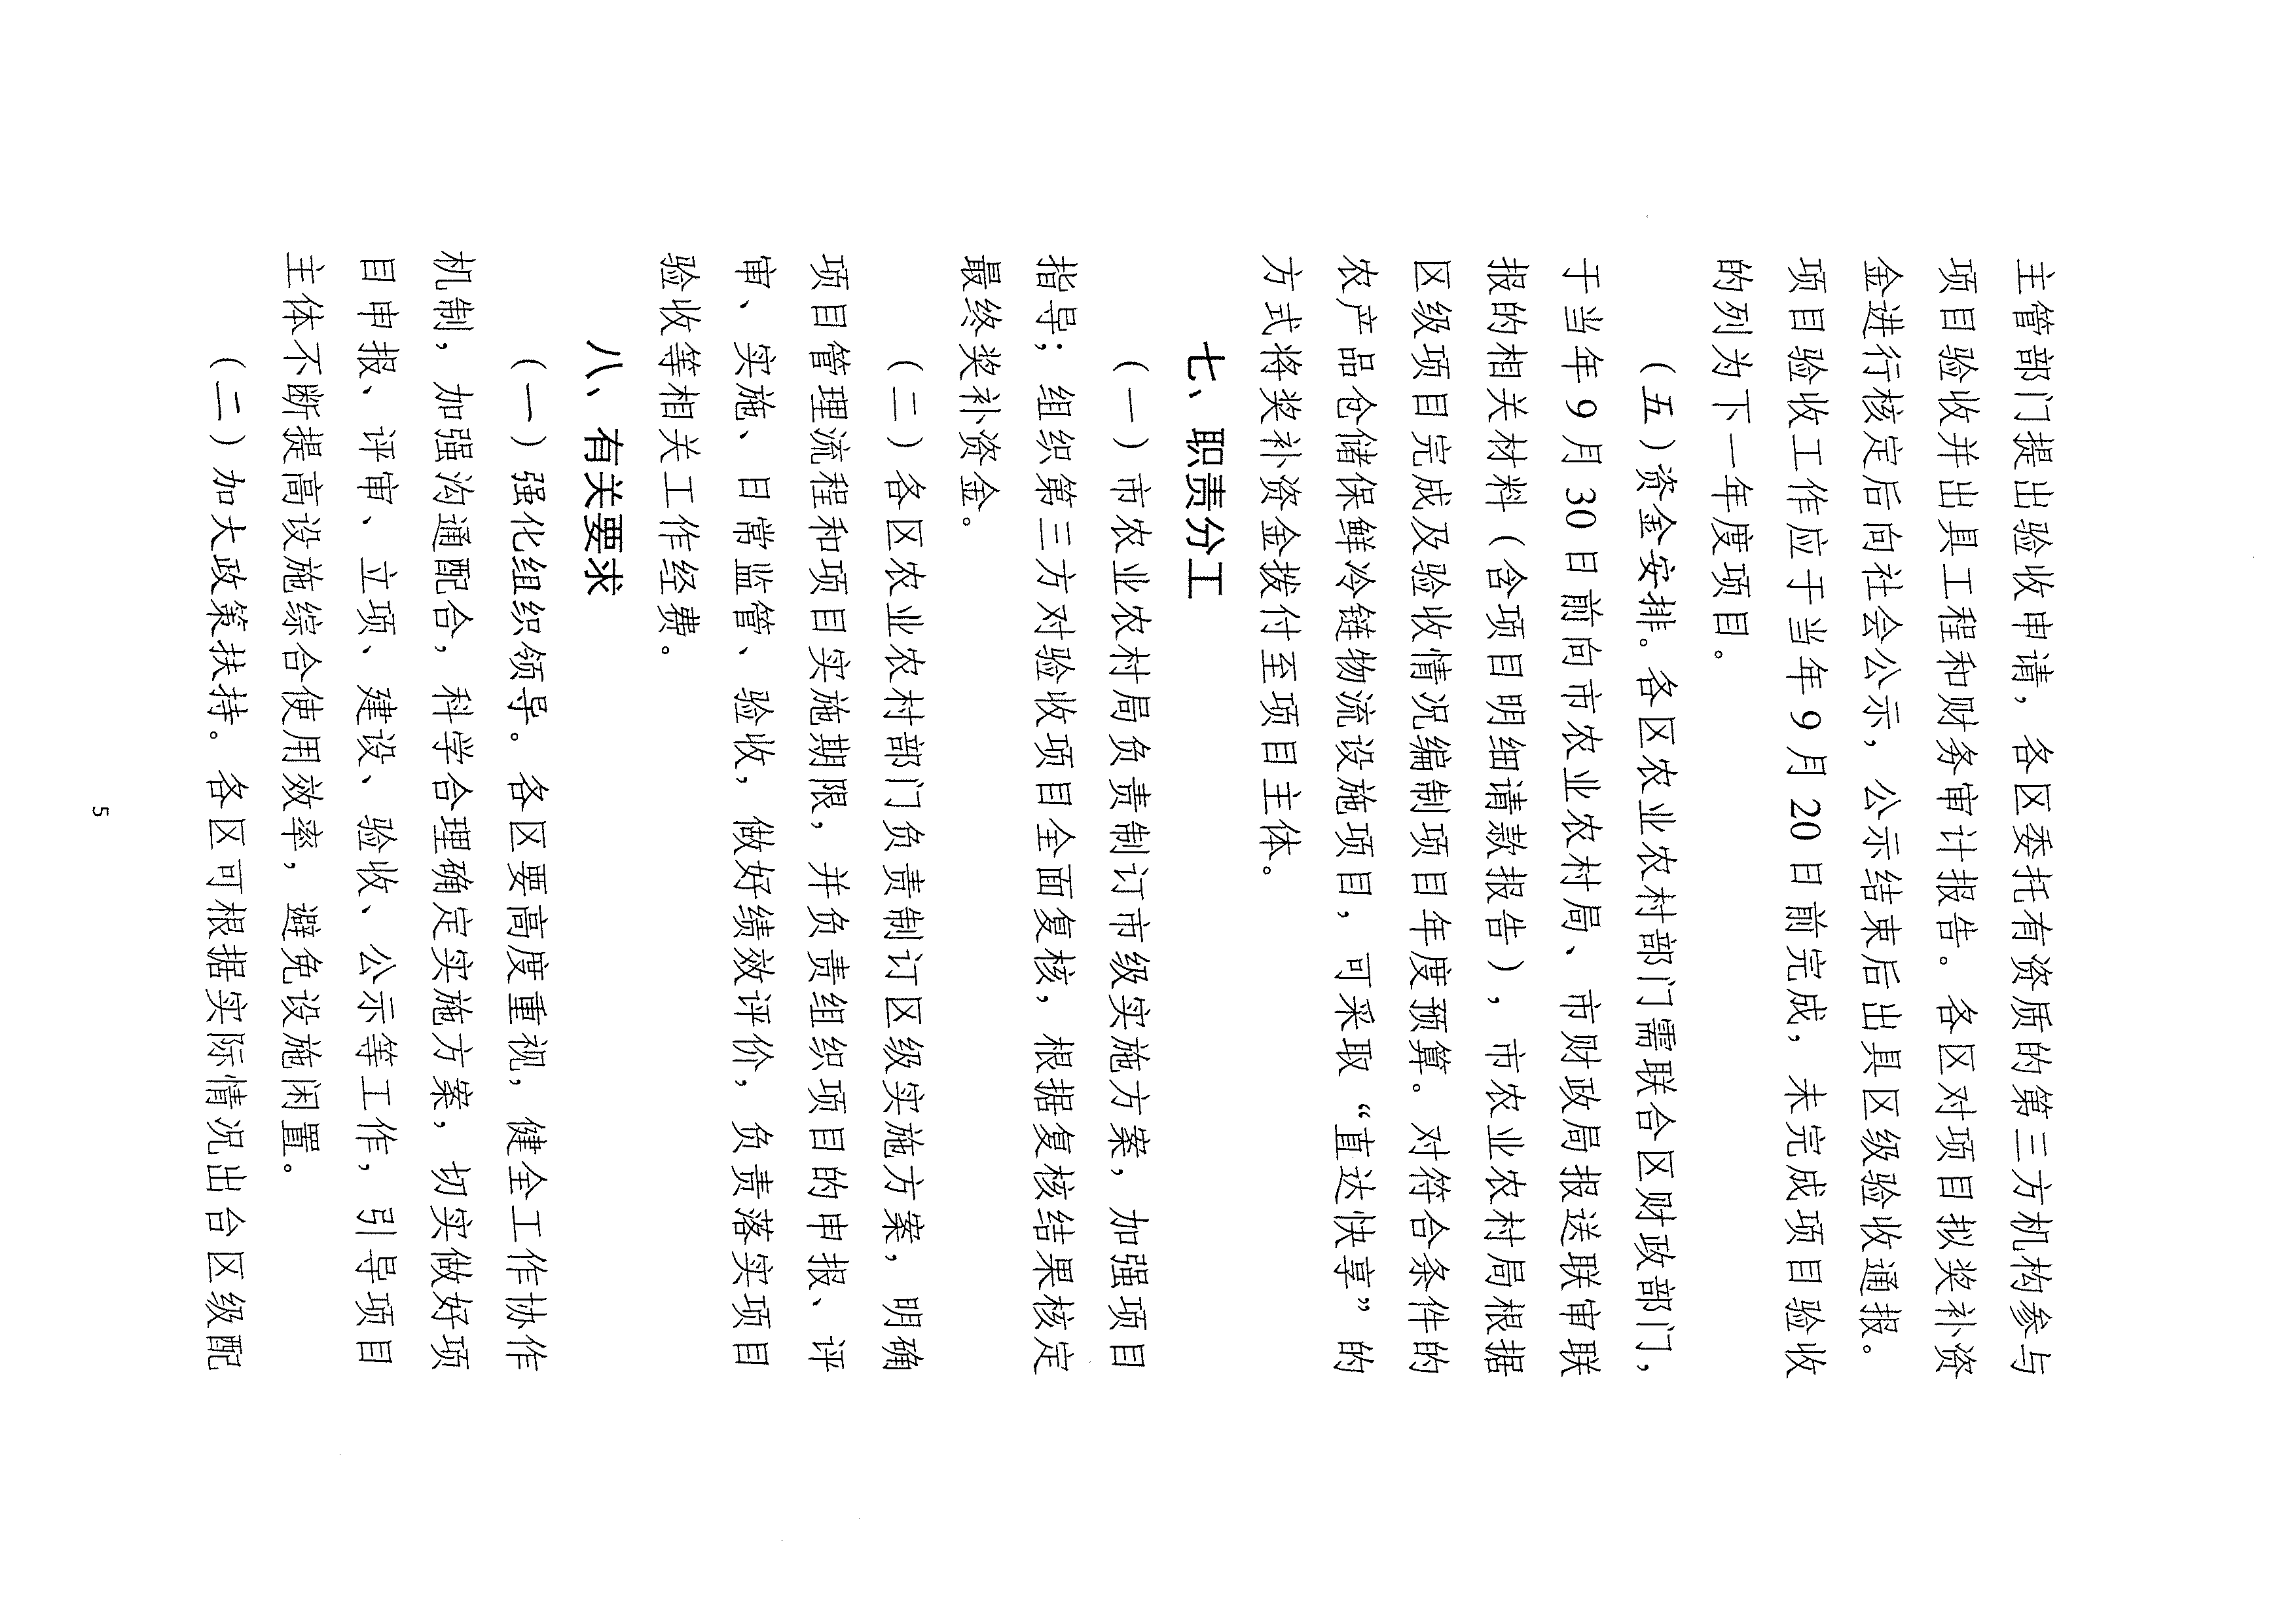 主管部门提出验收申请，各区委托有资质的第三方机构参与
项目验收并出具工程和财务审计报告。各区对项目拟奖补资
金进行核定后向社会公示，公示结束后出具区级验收通报。
项目验收工作应于当年 9 月 20 日前完成，未完成项目验收
的列为下一年度项目。
（五）资金安排。各区农业农村部门需联合区财政部门，
于当年 9 月 30 日前向市农业农村局、市财政局报送联审联
报的相关材料（含项目明细请款报告），市农业农村局根据
区级项目完成及验收情况编制项目年度预算。对符合条件的
农产品仓储保鲜冷链物流设施项目，可采取“直达快享”的
方式将奖补资金拨付至项目主体。
七、职责分工
（一）市农业农村局负责制订市级实施方案，加强项目
指导；组织第三方对验收项目全面复核，根据复核结果核定
最终奖补资金。
（二）各区农业农村部门负责制订区级实施方案，明确
项目管理流程和项目实施期限，并负责组织项目的申报、评
审、实施、日常监管、验收，做好绩效评价，负责落实项目
验收等相关工作经费。
八、有关要求
（一）强化组织领导。各区要高度重视，健全工作协作
机制，加强沟通配合，科学合理确定实施方案，切实做好项
目申报、评审、立项、建设、验收、公示等工作，引导项目
主体不断提高设施综合使用效率，避免设施闲置。
（二）加大政策扶持。各区可根据实际情况出台区级配
5